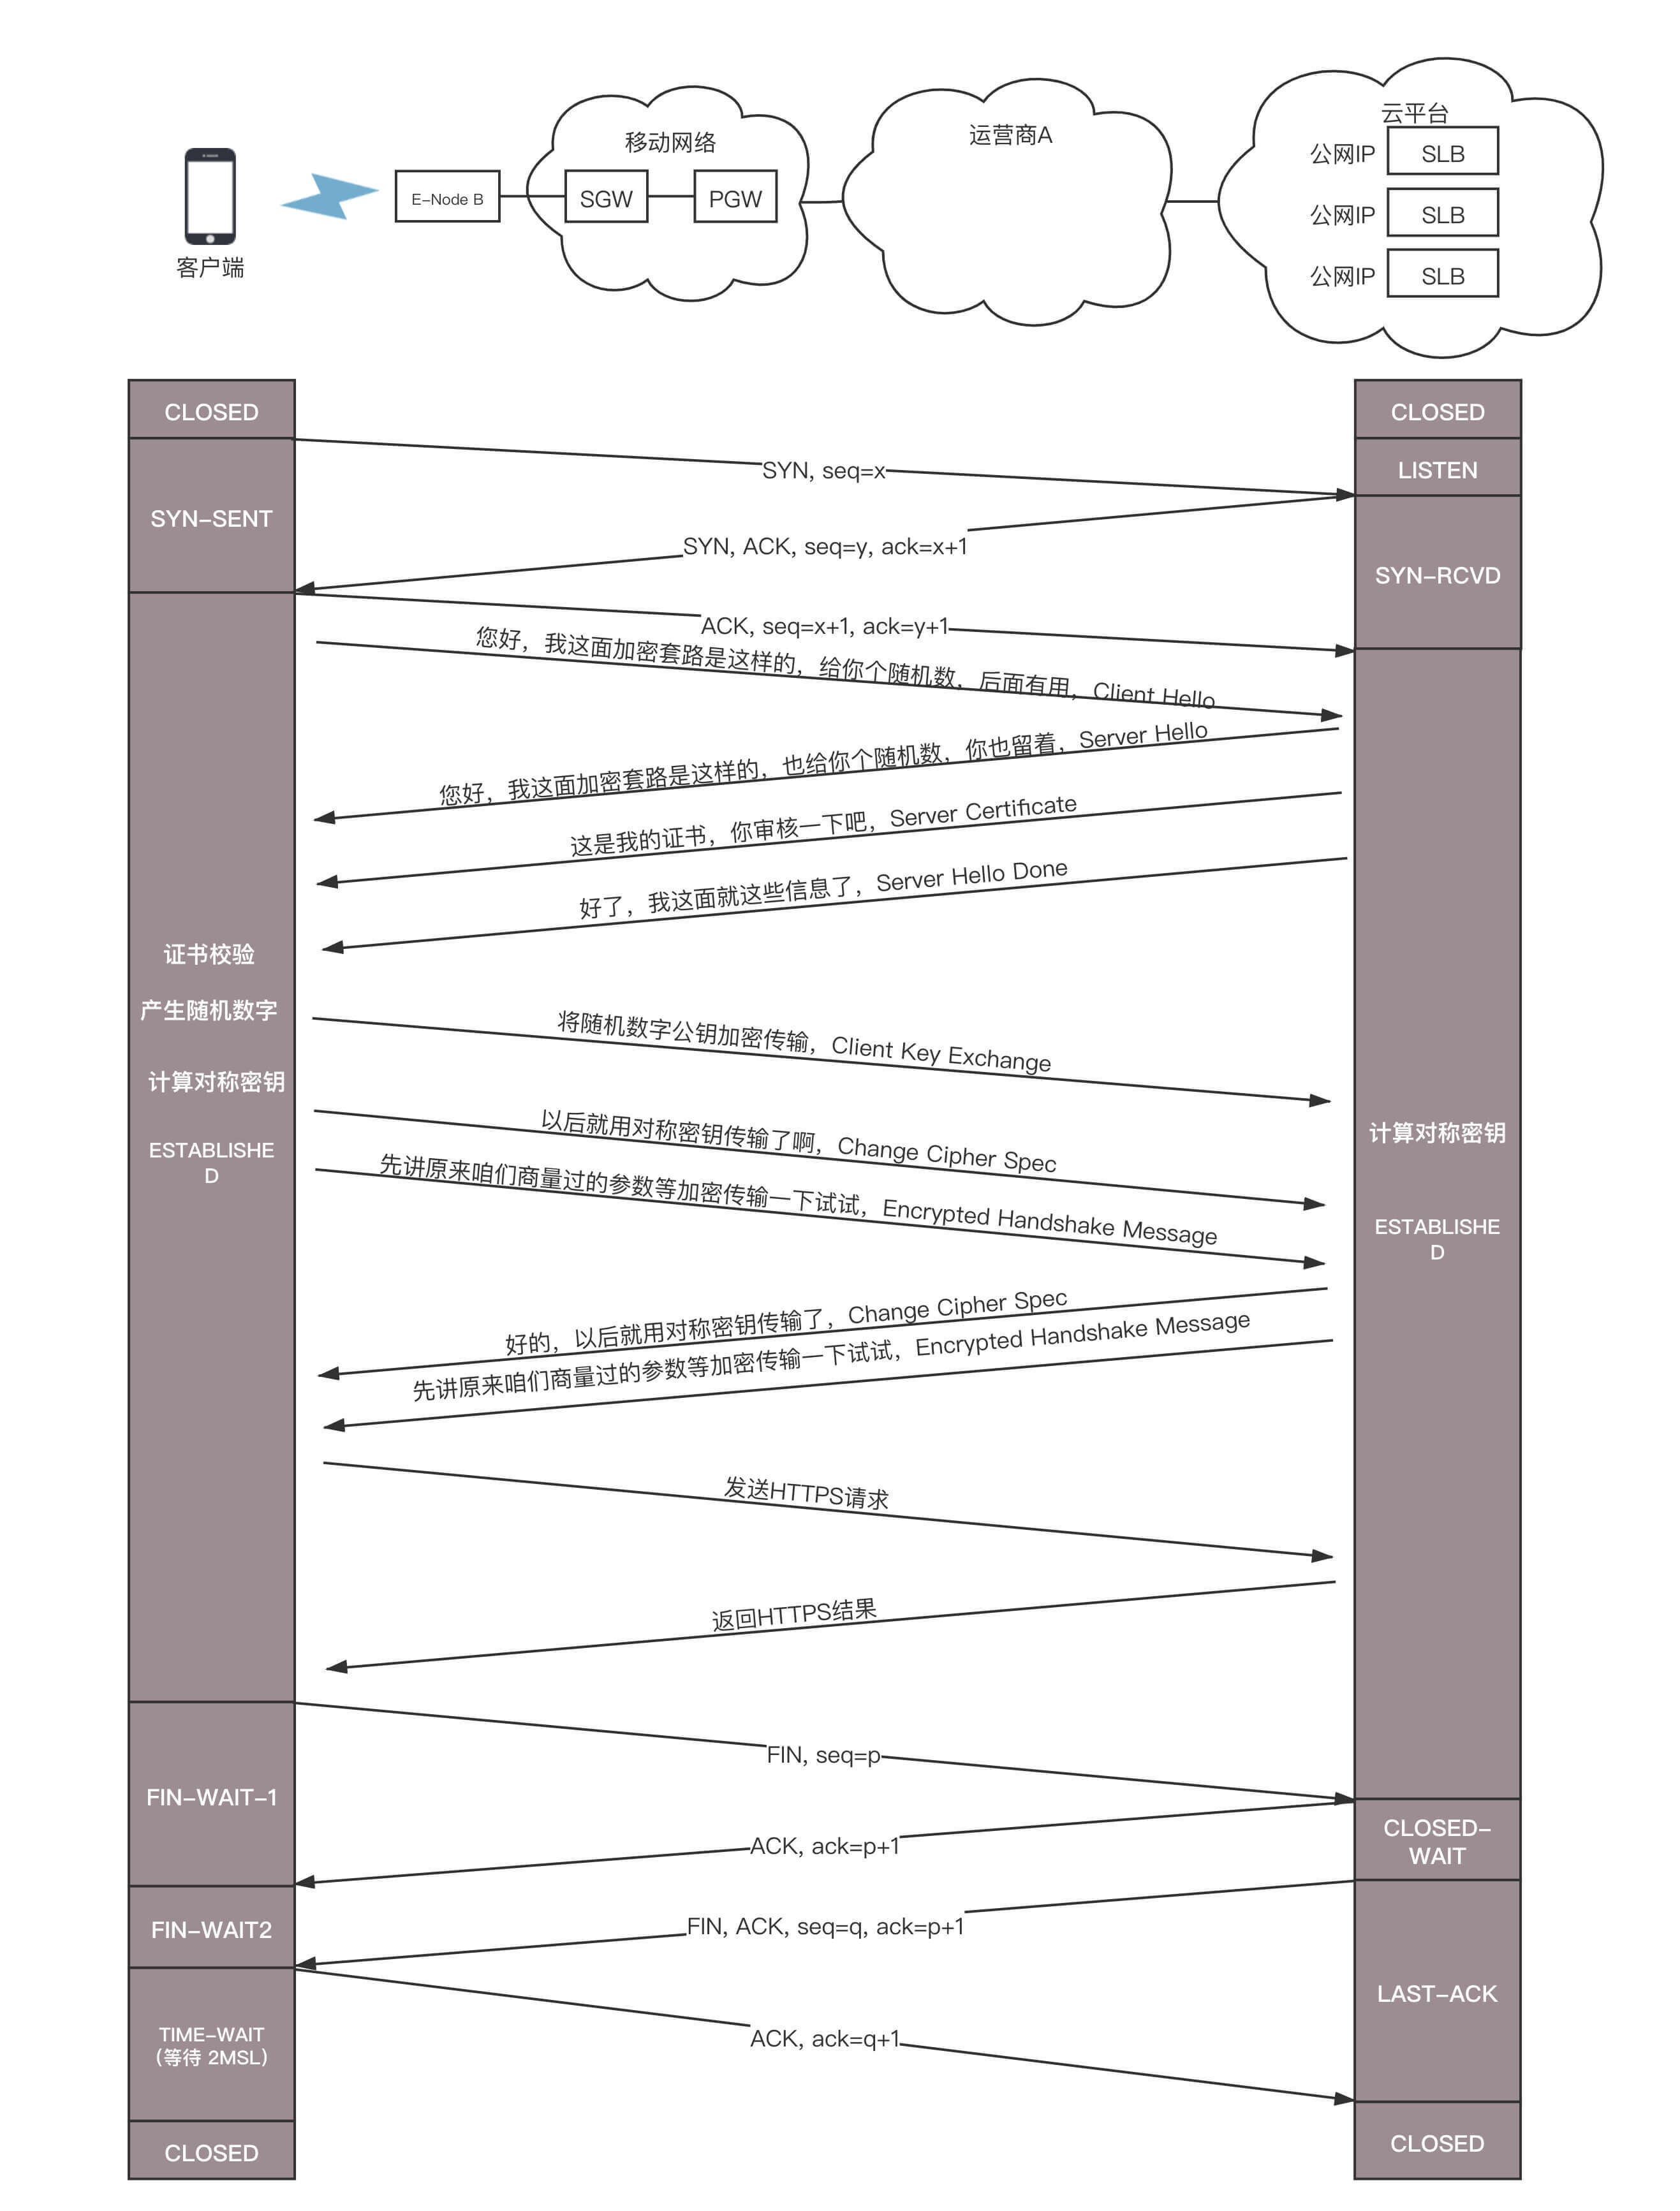 云平台
移动网络
运营商A
公网IP SLB
E-Node B
SGW
PGW
公网IP SLB
客户端
公网IP SLB
CLOSED
CLOSED
SYN, seq=x
LISTEN
SYN-SENT
SYN, ACK, seq=y, ack=x+1
SYN-RCVD
ACK, seq=x+1, ack=y+1
您好，我这面加密套路是这样的，给你个随机数，后面有用，Client Hello
您好，我这面加密套路是这样的，也给你个随机数，你也留着，Server Hello
这是我的证书，你审核一下吧，Server Certificate
好了，我这面就这些信息了，Server Hello Done
证书校验
产生随机数字
将随机数字公钥加密传输，Client Key Exchange
计算对称密钥
以后就用对称密钥传输了啊，Change Cipher Spec
计算对称密钥
ESTABLISHE
D
先讲原来咱们商量过的参数等加密传输一下试试，Encrypted Handshake Message
ESTABLISHE
D
好的，以后就用对称密钥传输了，Change Cipher Spec
先讲原来咱们商量过的参数等加密传输一下试试，Encrypted Handshake Message
发送HTTPS请求
返回HTTPS结果
FIN, seq=p
FIN-WAIT-1
CLOSED-
WAIT
ACK, ack=p+1
FIN-WAIT2
FIN, ACK, seq=q, ack=p+1
LAST-ACK
TIME-WAIT
(等待 2MSL)
ACK, ack=q+1
CLOSED
CLOSED